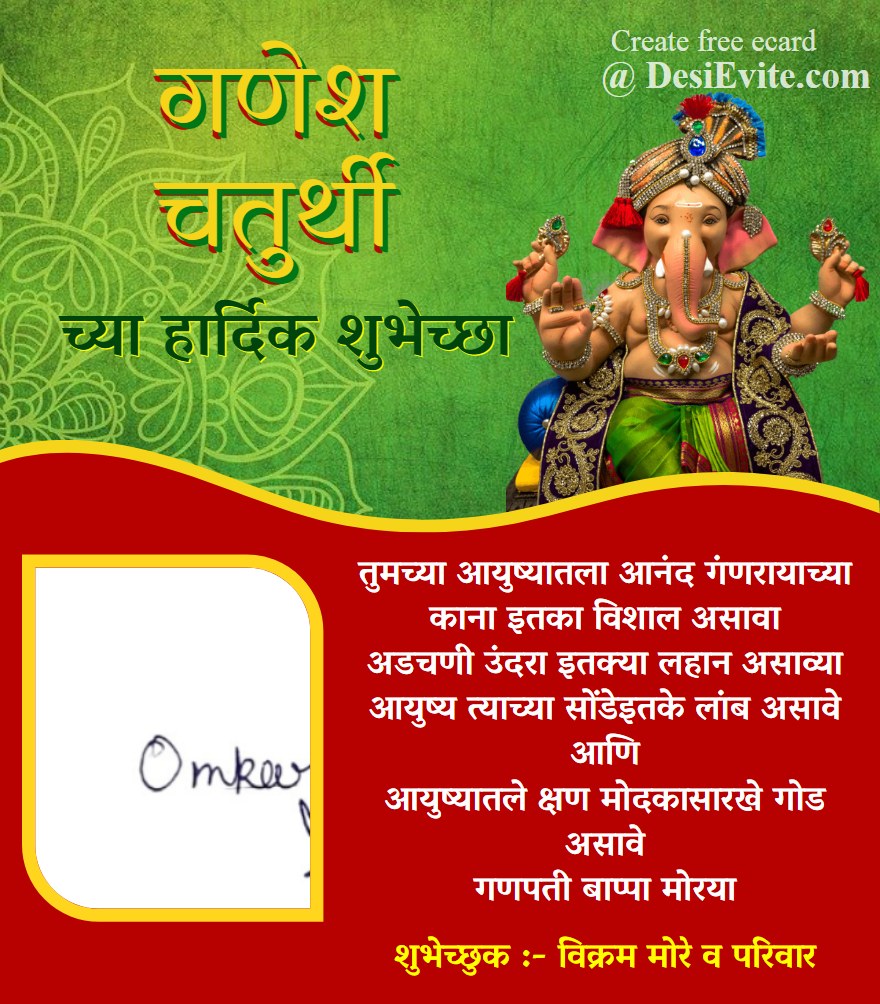 Create free ecard
@ DesiEvite.com
गणेश
चतुर्थी
च्या हार्दिक शुभेच्छा
तुमच्या आयुष्यातला आनंद गंणरायाच्या
काना इतका विशाल असावा
अडचणी उंदरा इतक्या लहान असाव्या
आयुष्य त्याच्या सोंडेइतके लांब असावे
आणि
आयुष्यातले क्षण मोदकासारखे गोड
असावे
गणपती बाप्पा मोरया
शुभेच्छुक :- विक्रम मोरे व परिवार